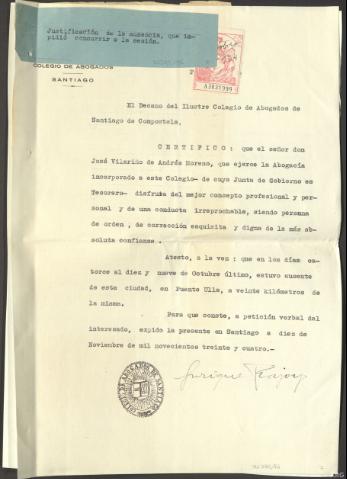 Justificación de la ausencia, que im-
pidió concurrir a la sesión.
COLEGIO DE ABOGADOS
SANTIAGO
A3831999
El Decano del Ilustre Colegio de Abogados de
Santiago de Compostela,
CERTIFICO: que el señor don
José Vilariño de Andrés Moreno, que ejerce la Abogacía
incorporado a este Colegio- de cuya Junta de Gobierno es
Tesorero- disfruta del mejor concepto profesional y per-
sonal y de una conducta irreprochable, siendo persona
de orden, de corrección esquisita y digna de la más ab-
soluta confianza.
Atesto, a la vez: que en los días ca-
torce al diez y nueve de Octubre último, estuvo ausente
de esta ciudad, en Puente Ulla, a veinte kilómetros de
la misma.
Para que conste, a petición verbal del
interesado, expido la presente en Santiago a diez de
Noviembre de mil novecientos treinta y cuatro.-
Enrique Rajoy